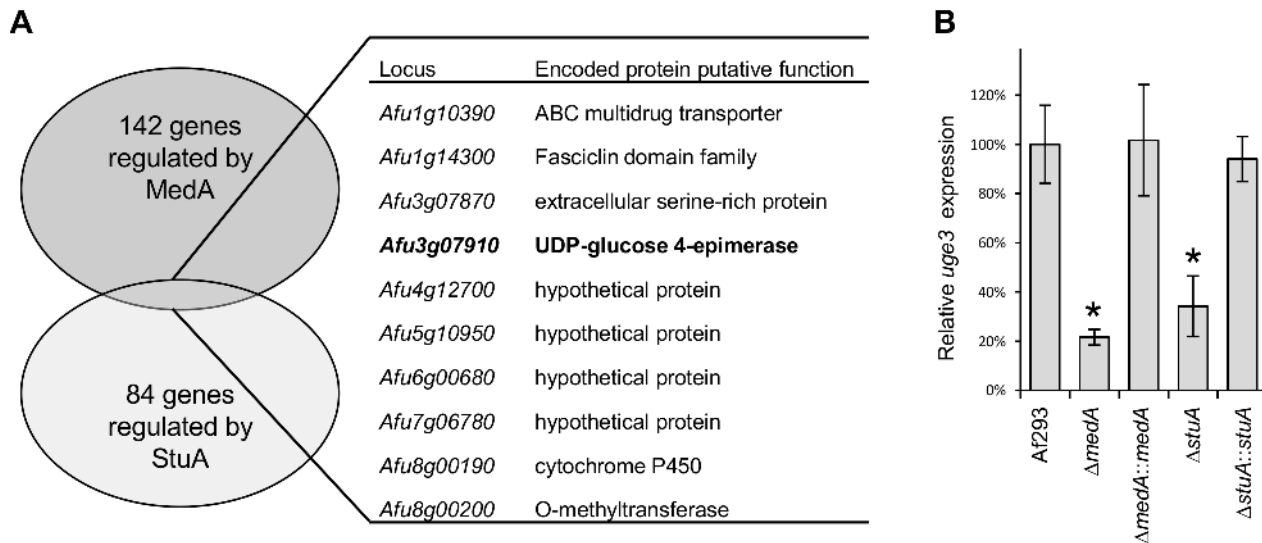 A
142 genes
regulated by
MedA
84 genes
regulated by
StuA
Locus Encoded protein putative function
Afu1g10390 ABC multidrug transporter
Afu1g14300 Fasciclin domain family
Afu3g07870 extracellular serine-rich protein
Afu3g07910 UDP-glucose 4-epimerase
Afu4g12700 hypothetical protein
Afu5g10950 hypothetical protein
Afu6g00680 hypothetical protein
Afu7g06780 hypothetical protein
Afu8g00190 cytochrome P450
Afu8g00200 O-methyltransferase
B
Relative uge3 expression
120%
100%
80%
60%
40%
20%
0%
*
*
Af293
ΔmedA
ΔmedA::medA
ΔstuA
ΔstuA::stuA